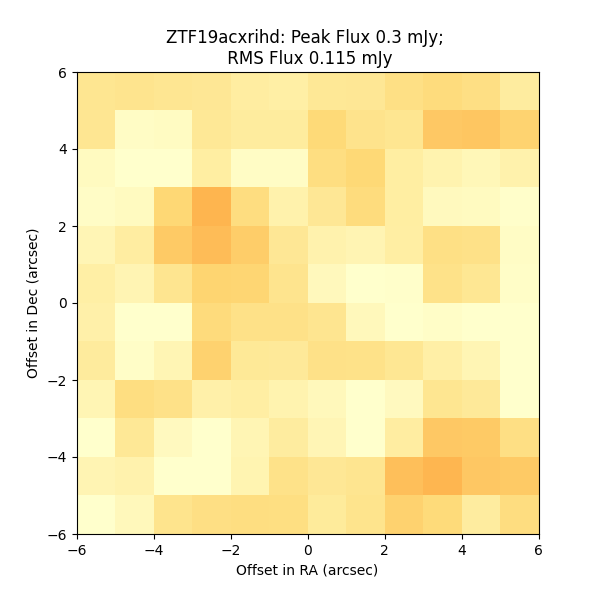 ZTF19acxrihd: Peak Flux 0.3 mJy;
RMS Flux 0.115 mJy
6
4
2
0
−2
−4
−6
Offset in Dec (arcsec)
−6 −4 −2 0 2 4 6
Offset in RA (arcsec)